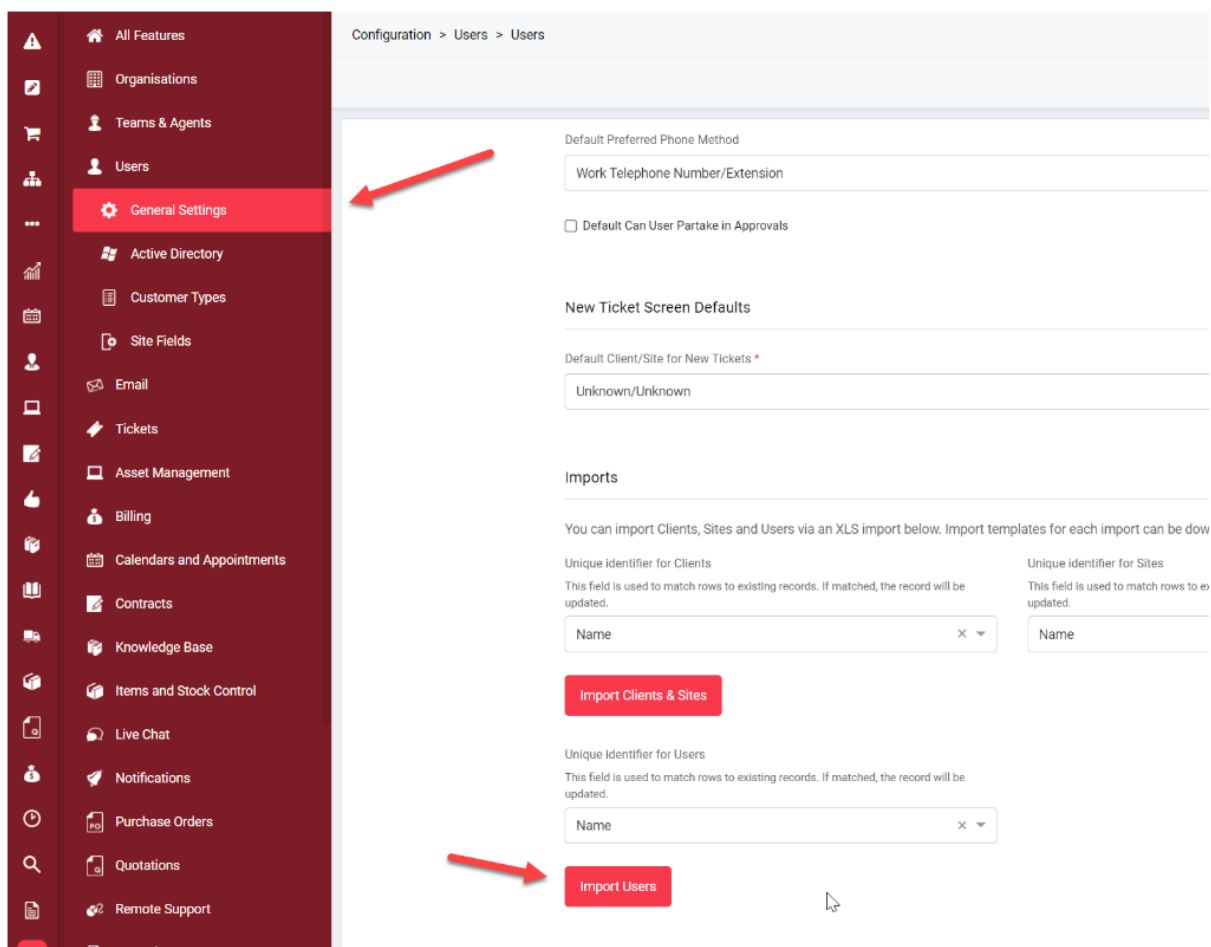 All Features
Organisations
Teams & Agents
Users
General Settings
Active Directory
Customer Types
Site Fields
Email
Tickets
Asset Management
Billing
Calendars and Appointments
Contracts
Knowledge Base
Items and Stock Control
Live Chat
Notifications
Purchase Orders
Quotations
Remote Support
Configuration > Users > Users
Default Preferred Phone Method
Work Telephone Number/Extension
Default Can User Partake in Approvals
New Ticket Screen Defaults
Default Client/Site for New Tickets *
Unknown/Unknown
Imports
You can import Clients, Sites and Users via an XLS import below. Import templates for each import can be dow
Unique identifier for Clients
This field is used to match rows to existing records. If matched, the record will be
updated.
Name
Unique identifier for Sites
This field is used to match rows to ex
updated.
Name
Import Clients & Sites
Unique identifier for Users
This field is used to match rows to existing records. If matched, the record will be
updated.
Name
Import Users